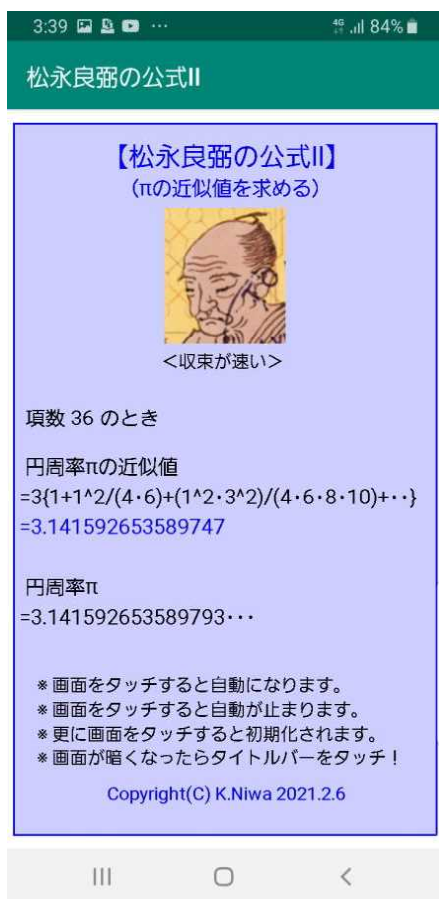 3:39 ··· 4G 84%
松永良弼の公式II
【松永良弼の公式II】
(πの近似値を求める)
＜収束が速い＞
項数 36 のとき
円周率πの近似値
=3{1+1^2/(4･6)+(1^2･3^2)/(4･6･8･10)+･･}
=3.141592653589747
円周率π
=3.141592653589793･･･
※画面をタッチすると自動になります。
※画面をタッチすると自動が止まります。
※更に画面をタッチすると初期化されます。
※画面が暗くなったらタイトルバーをタッチ！
Copyright(C) K.Niwa 2021.2.6